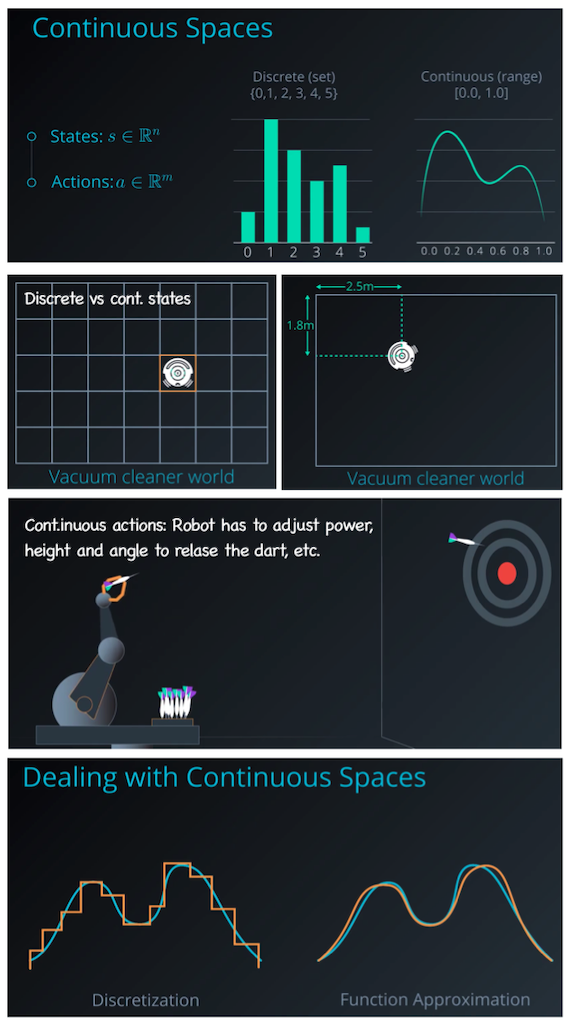 Continuous Spaces
Discrete (set)
{0,1, 2, 3, 4, 5}
Continuous (range)
[0.0, 1.0]
States: s ∈ ℝⁿ
Actions: a ∈ ℝᵐ
0 1 2 3 4 5
0.0 0.2 0.4 0.6 0.8 1.0
Discrete vs cont. states
Vacuum cleaner world
2.5m
1.8m
Vacuum cleaner world
Cont.inuous actions: Robot has to adjust power,
height and angle to relase the dart, etc.
Dealing with Continuous Spaces
Discretization
Function Approximation